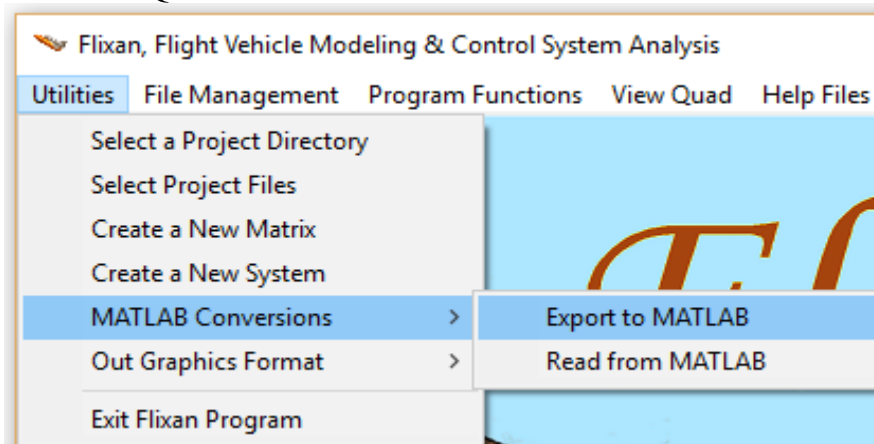 Flixan, Flight Vehicle Modeling & Control System Analysis
Utilities File Management Program Functions View Quad Help Files
Select a Project Directory
Select Project Files
Create a New Matrix
Create a New System
MATLAB Conversions >
Export to MATLAB
Out Graphics Format >
Read from MATLAB
Exit Flixan Program